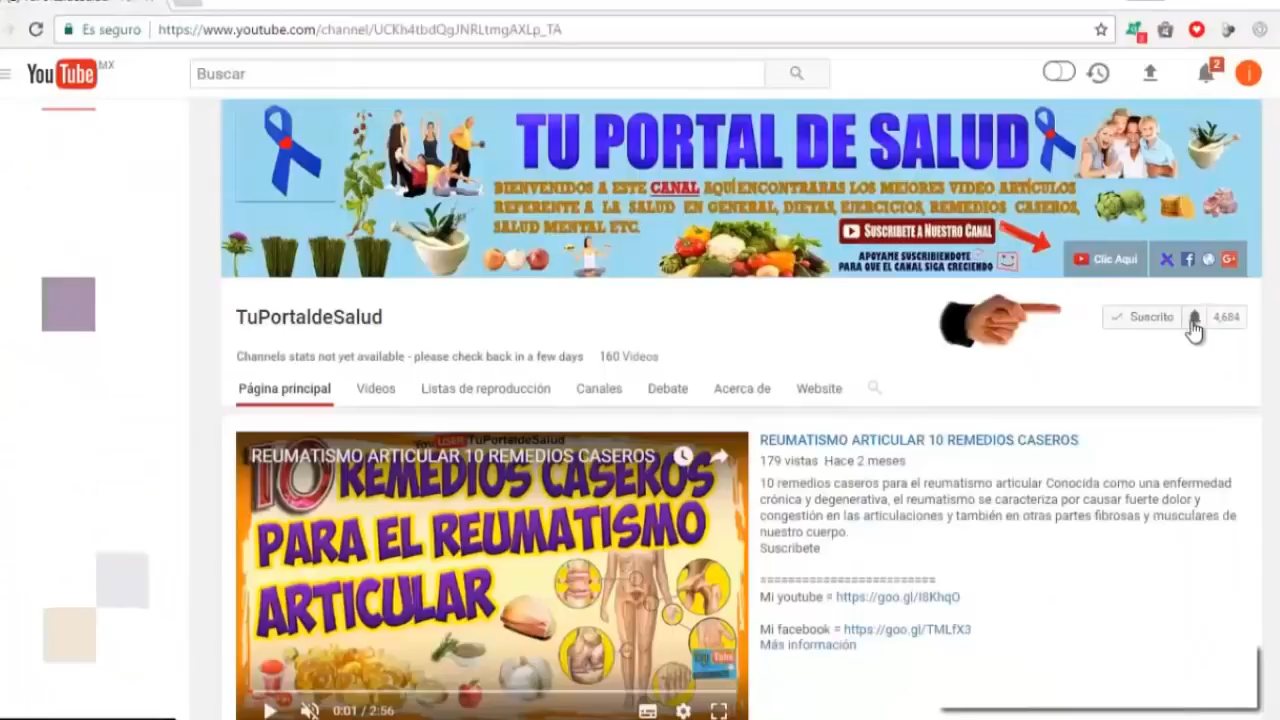 Es seguro
https://www.youtube.com/channel/UCKh4tbdQgJNRLtmgAXLp_TA
YouTube MX
Buscar
2
i
TU PORTAL DE SALUD
BIENVENIDOS A ESTE CANAL AQUÍ ENCONTRARAS LOS MEJORES VIDEO ARTÍCULOS
REFERENTE A LA SALUD EN GENERAL, DIETAS, EJERCICIOS, REMEDIOS CASEROS,
SALUD MENTAL ETC.
SUSCRIBETE A NUESTRO CANAL
APOYAME SUSCRIBIENDOTE
PARA QUE EL CANAL SIGA CRECIENDO
Clic Aqui
TuPortaldeSalud
Suscrito
4,684
Channels stats not yet available - please check back in a few days 160 Videos
Página principal Videos Listas de reproducción Canales Debate Acerca de Website
REUMATISMO ARTICULAR 10 REMEDIOS CASEROS
10 REMEDIOS CASEROS
PARA EL REUMATISMO
ARTICULAR
0:01 / 2:56
REUMATISMO ARTICULAR 10 REMEDIOS CASEROS
179 vistas Hace 2 meses
10 remedios caseros para el reumatismo articular Conocida como una enfermedad
crónica y degenerativa, el reumatismo se caracteriza por causar fuerte dolor y
congestión en las articulaciones y también en otras partes fibrosas y musculares de
nuestro cuerpo.
Suscribete
==========================
Mi youtube = https://goo.gl/I8KhqO
Mi facebook = https://goo.gl/TMLfX3
Más información